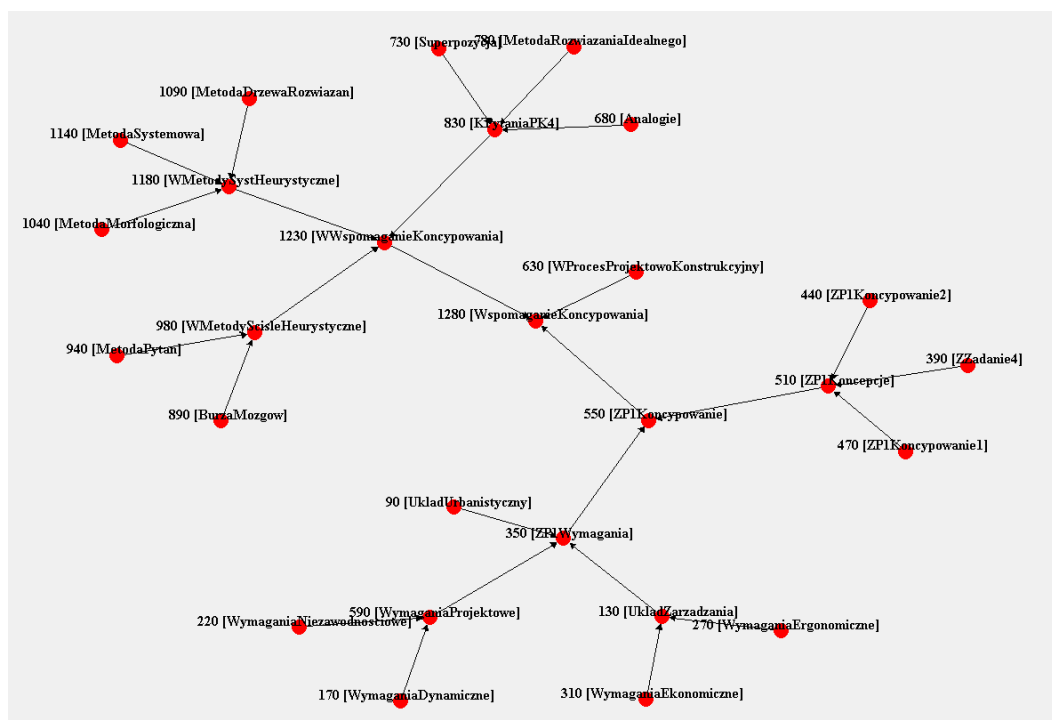 730 [Superpozycja]
780 [MetodaRozwiazaniaIdealnego]
1090 [MetodaDrzewaRozwiazan]
830 [KPytaniaPK4]
680 [Analogie]
1140 [MetodaSystemowa]
1180 [WMetodySystHeurystyczne]
1040 [MetodaMorfologiczna]
1230 [WWspomaganieKoncypowania]
630 [WProcesProjektowoKonstrukcyjny]
440 [ZP1Koncypowanie2]
1280 [WspomaganieKoncypowania]
980 [WMetodyScisleHeurystyczne]
940 [MetodaPytan]
390 [ZZadanie4]
510 [ZP1Koncepcje]
890 [BurzaMozgow]
550 [ZP1Koncypowanie]
470 [ZP1Koncypowanie1]
90 [UkladUrbanistyczny]
350 [ZP1Wymagania]
590 [WymaganiaProjektowe]
130 [UkladZarzadzania]
220 [WymaganiaNiezawodnosciowe]
270 [WymaganiaErgonomiczne]
170 [WymaganiaDynamiczne]
310 [WymaganiaEkonomiczne]